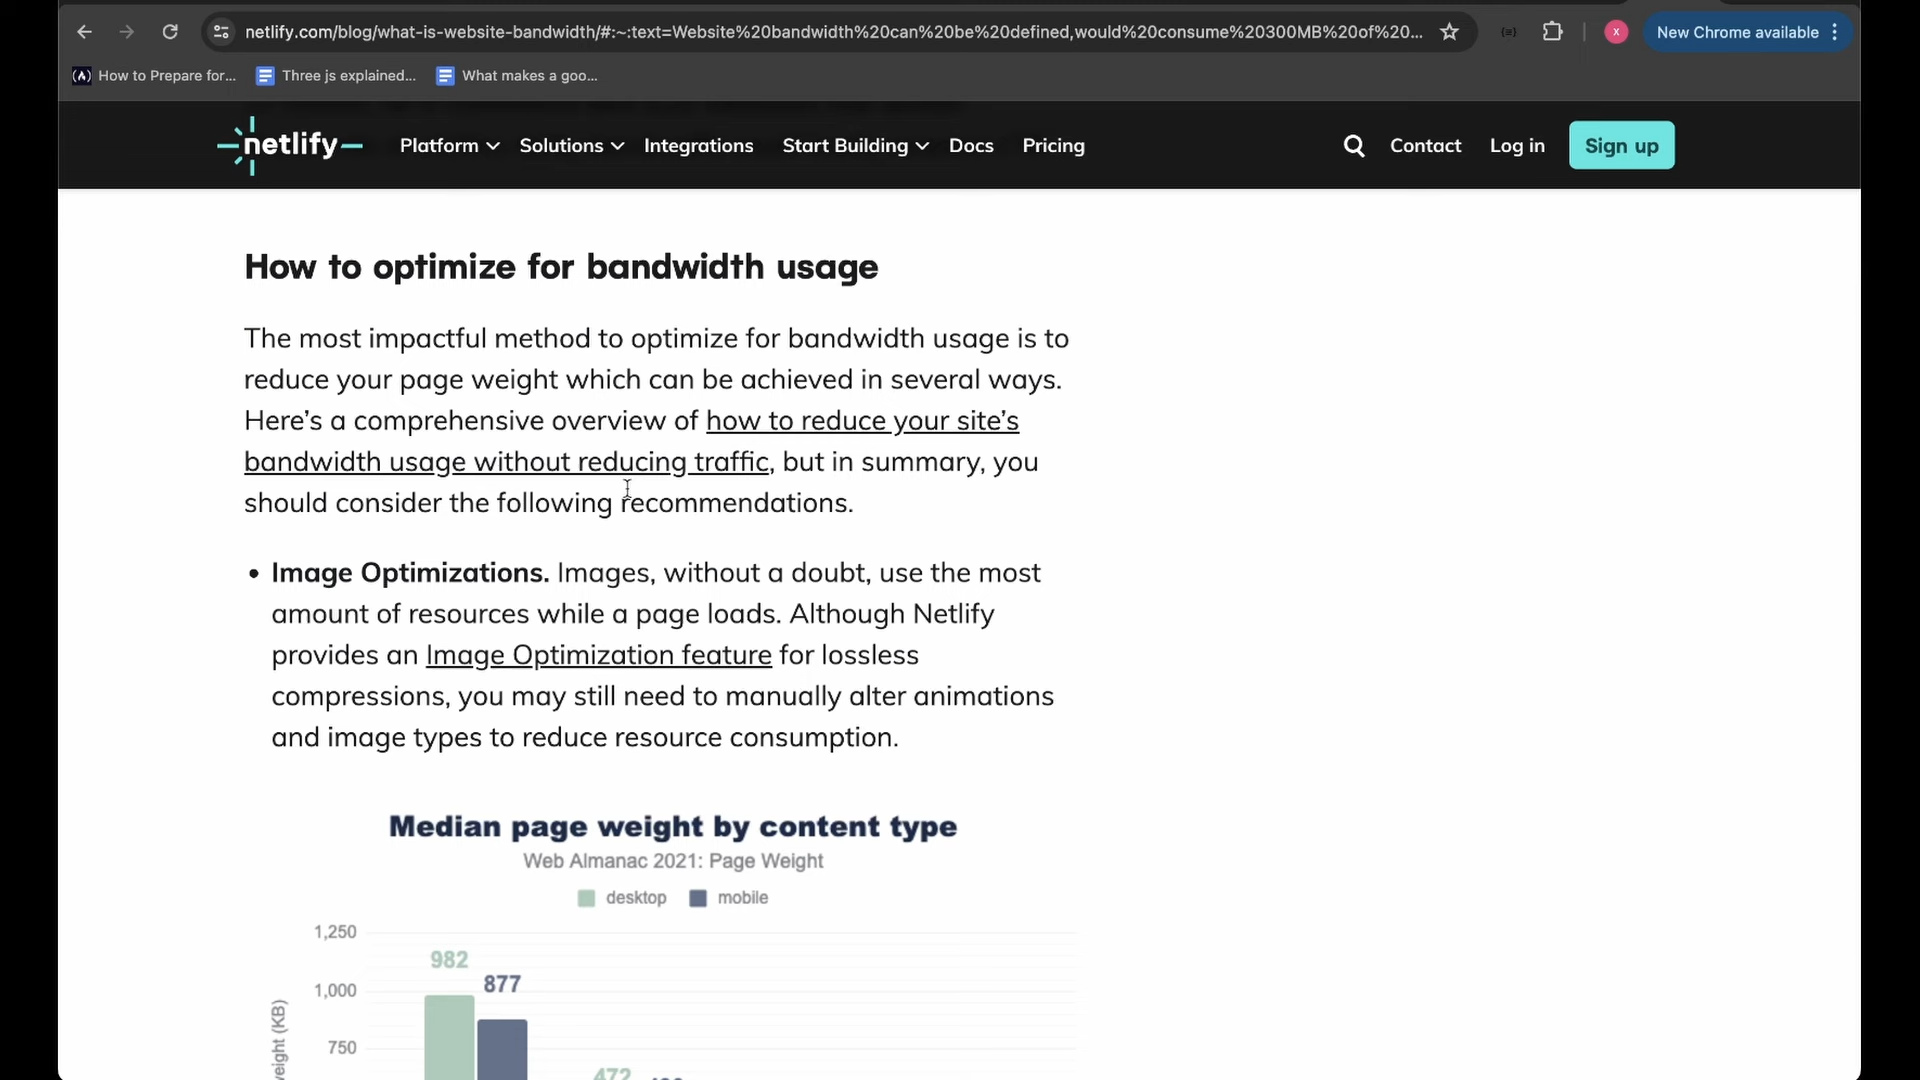 netlify.com/blog/what-is-website-bandwidth/#:~:text=Website%20bandwidth%20can%20be%20defined,would%20consume%20300MB%20of%20...
X
New Chrome available
How to Prepare for...
Three js explained...
What makes a goo...
netlify
Platform
Solutions
Integrations
Start Building
Docs
Pricing
Contact
Log in
Sign up
How to optimize for bandwidth usage
The most impactful method to optimize for bandwidth usage is to
reduce your page weight which can be achieved in several ways.
Here’s a comprehensive overview of how to reduce your site’s
bandwidth usage without reducing traffic, but in summary, you
should consider the following recommendations.
• Image Optimizations. Images, without a doubt, use the most
amount of resources while a page loads. Although Netlify
provides an Image Optimization feature for lossless
compressions, you may still need to manually alter animations
and image types to reduce resource consumption.
Median page weight by content type
Web Almanac 2021: Page Weight
desktop
mobile
1,250
982
877
1,000
750
472
weight (KB)